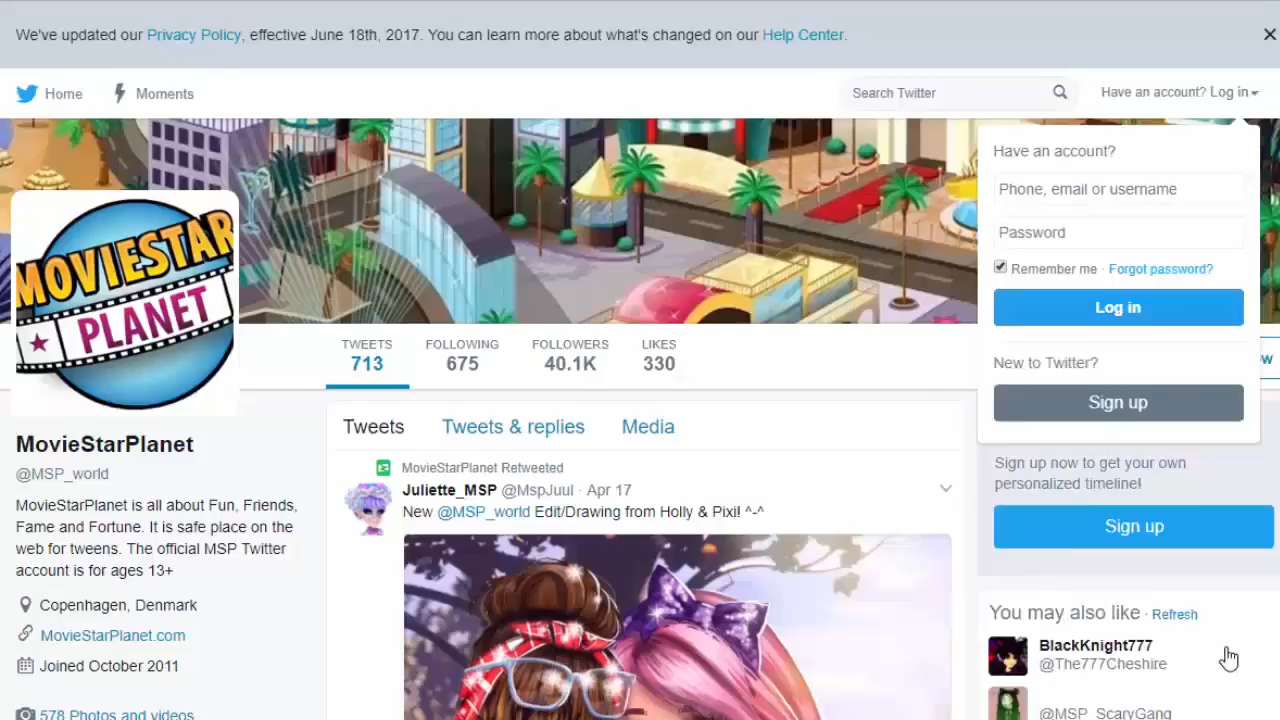 We've updated our Privacy Policy, effective June 18th, 2017. You can learn more about what's changed on our Help Center.
Home
Moments
Search Twitter
Have an account? Log in
Have an account?
Phone, email or username
Password
Remember me · Forgot password?
Log in
New to Twitter?
Sign up
MOVIESTAR
PLANET
TWEETS
713
FOLLOWING
675
FOLLOWERS
40.1K
LIKES
330
MovieStarPlanet
@MSP_world
MovieStarPlanet is all about Fun, Friends,
Fame and Fortune. It is safe place on the
web for tweens. The official MSP Twitter
account is for ages 13+
Copenhagen, Denmark
MovieStarPlanet.com
Joined October 2011
578 Photos and videos
Tweets
Tweets & replies
Media
MovieStarPlanet Retweeted
Juliette_MSP @MspJuul · Apr 17
New @MSP_world Edit/Drawing from Holly & Pixi! ^-^
Sign up now to get your own
personalized timeline!
Sign up
You may also like · Refresh
BlackKnight777
@The777Cheshire
@MSP_ScaryGang